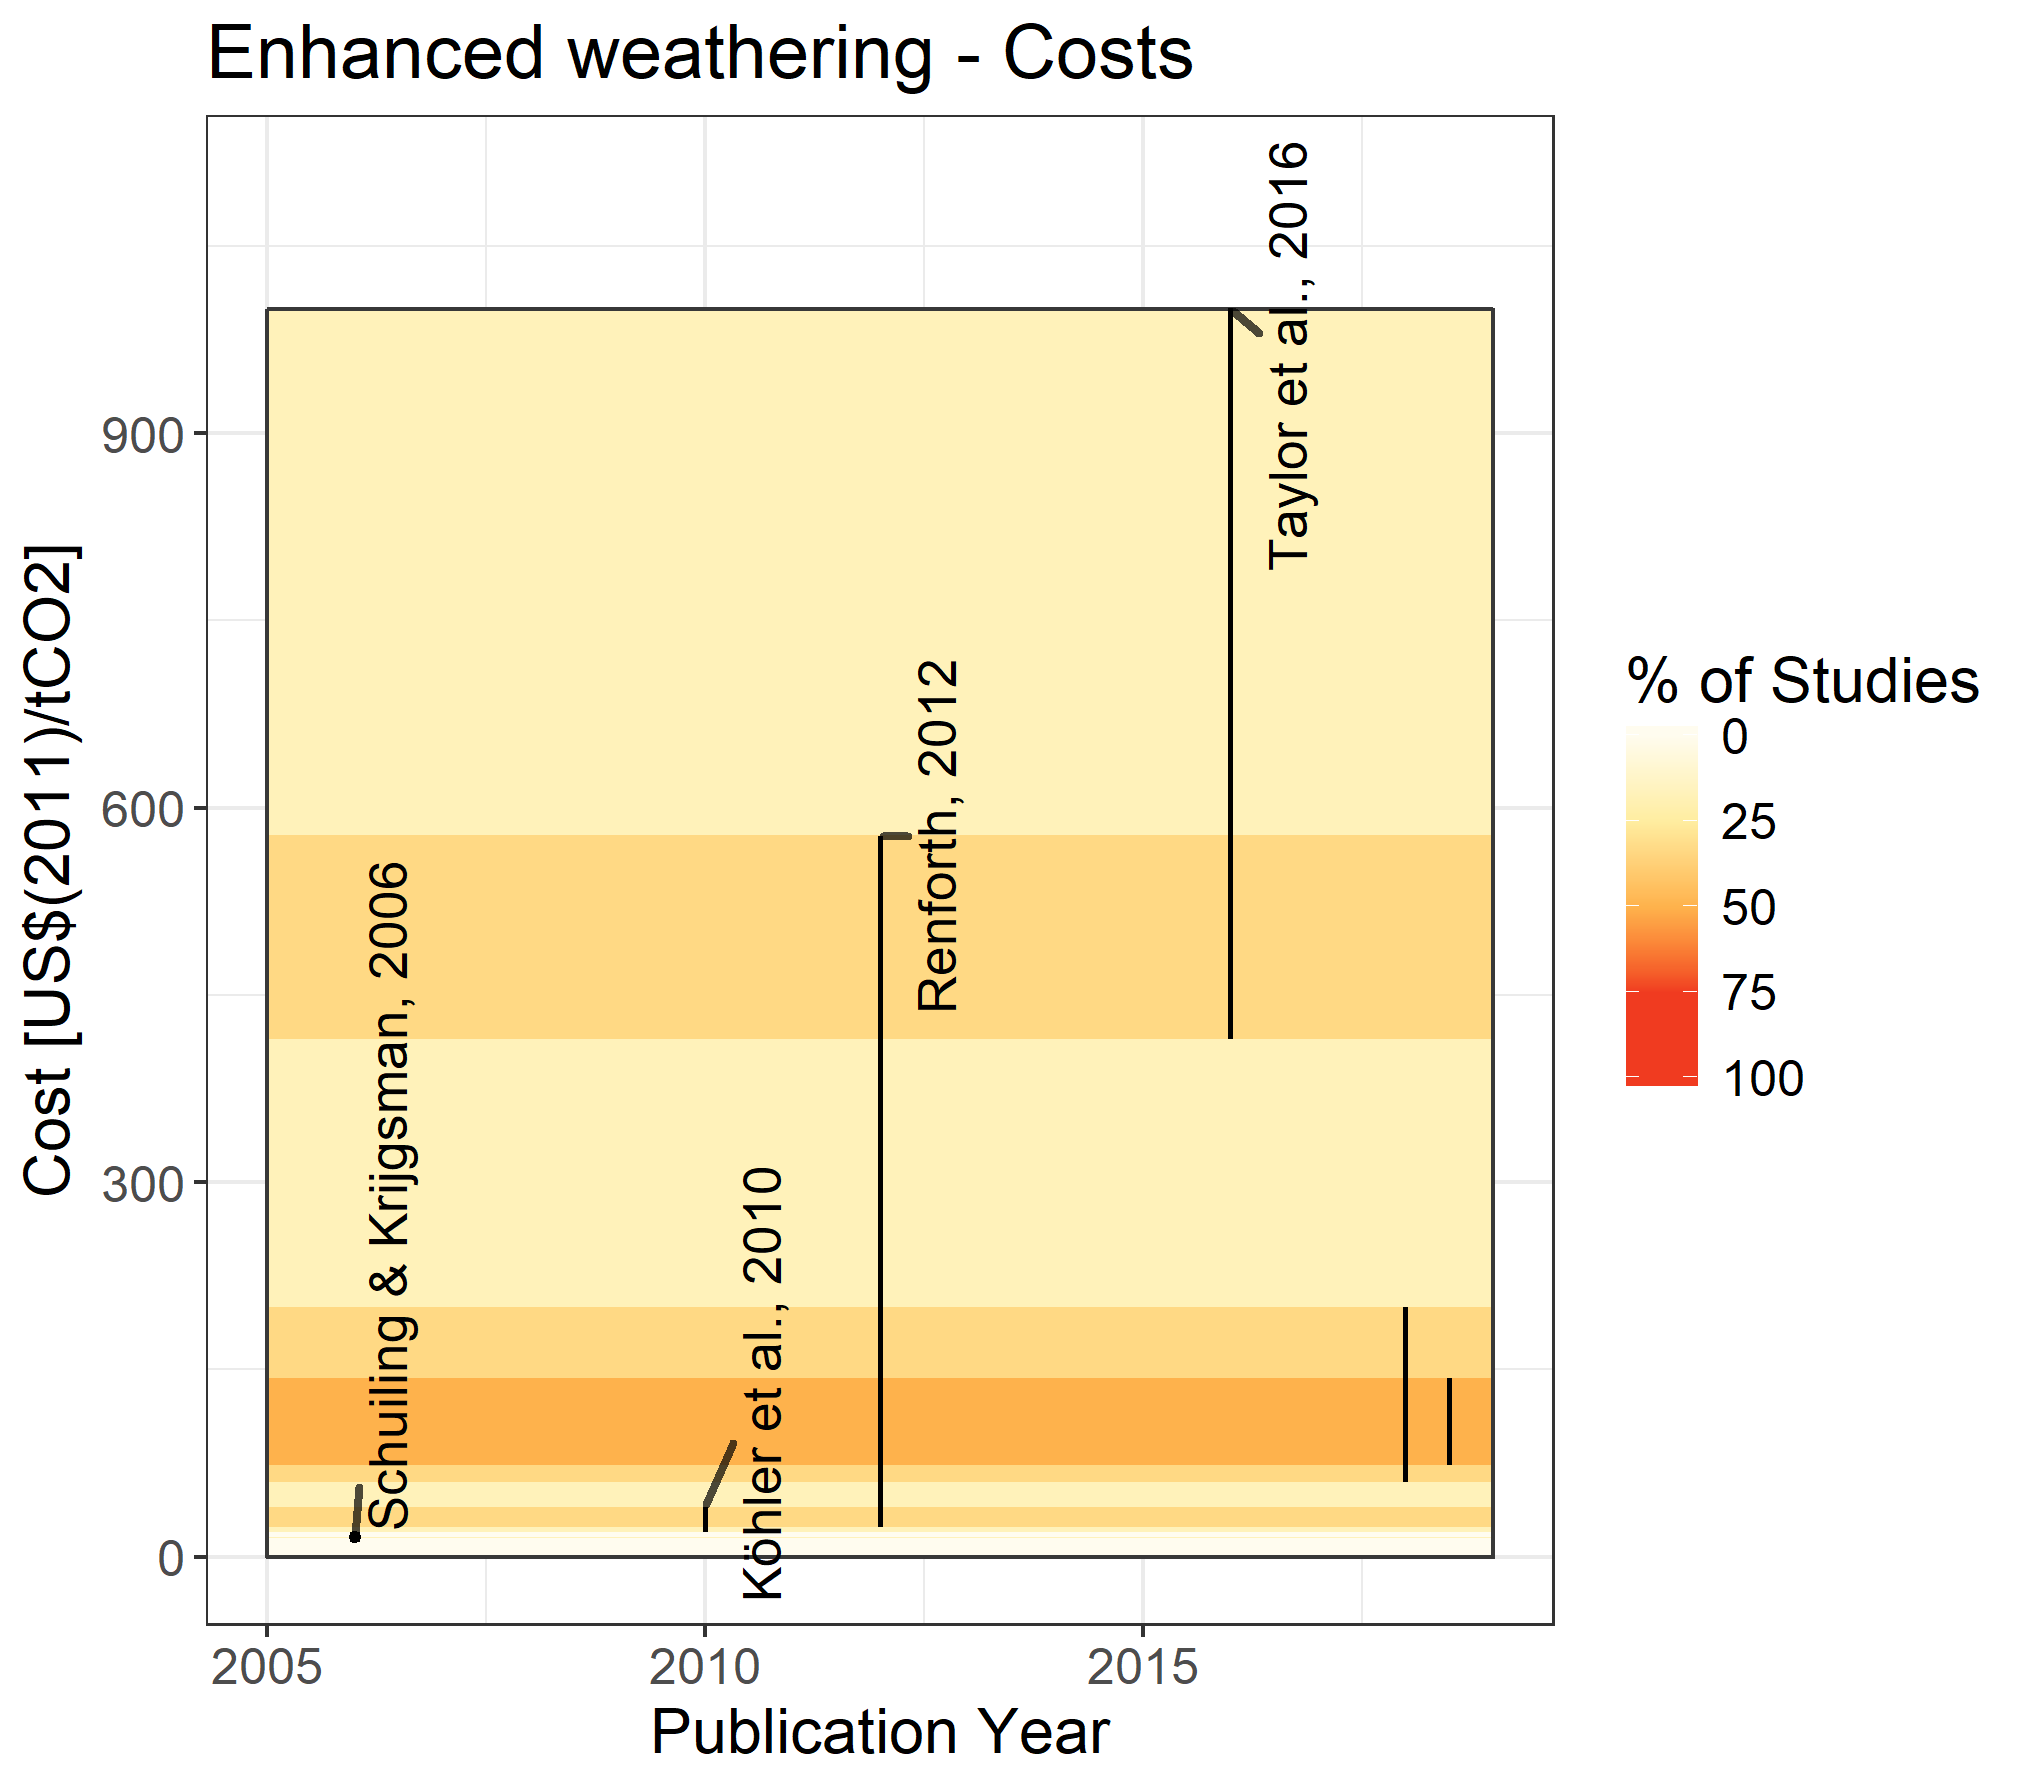 Enhanced weathering - Costs
Cost [US$(2011)/tCO2]
900
600
300
0
Schuiling & Krijgsman, 2006
Köhler et al., 2010
Renforth, 2012
Taylor et al., 2016
2005
2010
2015
Publication Year
% of Studies
0
25
50
75
100